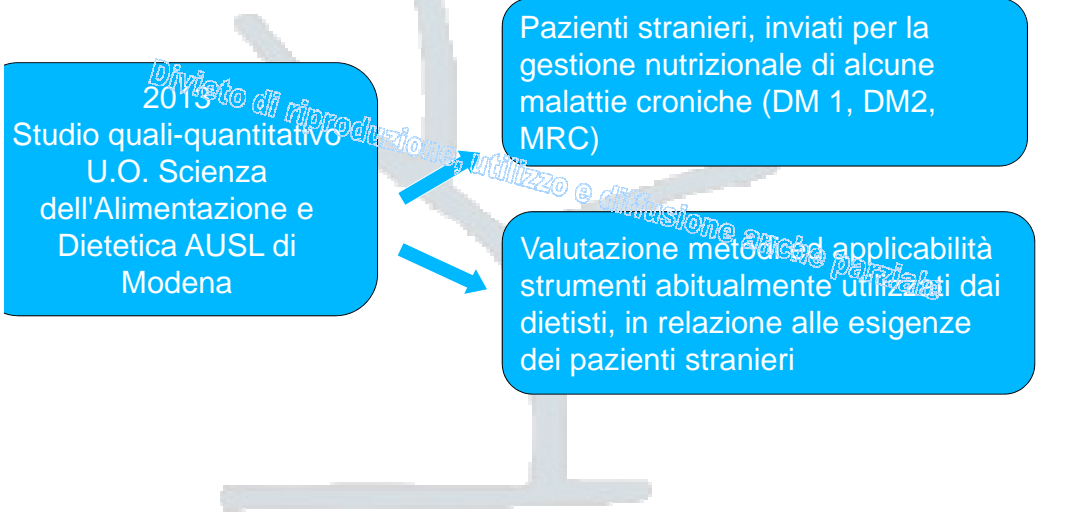 2013
Studio quali-quantitativo
U.O. Scienza
dell'Alimentazione e
Dietetica AUSL di
Modena
Pazienti stranieri, inviati per la
gestione nutrizionale di alcune
malattie croniche (DM 1, DM2,
MRC)
Valutazione metodi ed applicabilità
strumenti abitualmente utilizzati dai
dietisti, in relazione alle esigenze
dei pazienti stranieri
Divieto di riproduzione, utilizzo e diffusione anche parziale